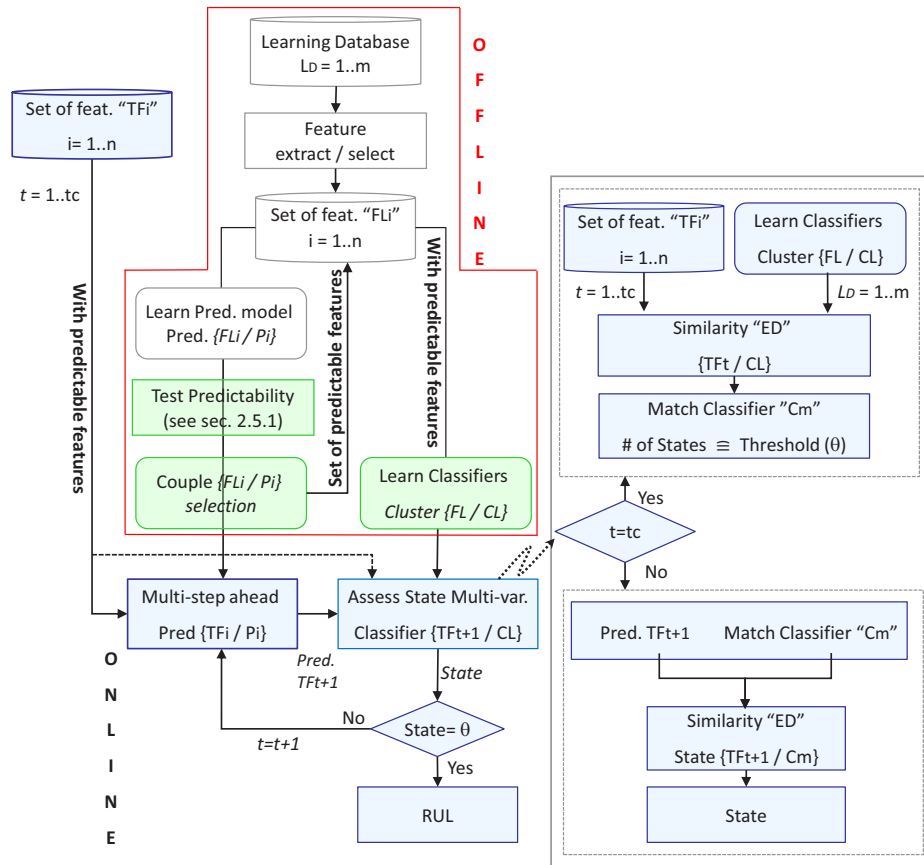 Learning Database
LD = 1..m
O
F
F
L
I
N
E
Set of feat. “TFi”
i= 1..n
Feature
extract / select
t = 1..tc
Set of feat. “FLi”
i = 1..n
With predictable features
Learn Pred. model
Pred. {FLi / Pi}
Set of predictable features
With predictable features
Test Predictability
(see sec. 2.5.1)
Couple {FLi / Pi}
selection
Learn Classifiers
Cluster {FL / CL}
Multi-step ahead
Pred {TFi / Pi}
Pred.
TFt+1
Assess State Multi-var.
Classifier {TFt+1 / CL}
State
O
N
L
I
N
E
No
t=t+1
State= θ
Yes
RUL
Set of feat. “TFi”
i= 1..n
Learn Classifiers
Cluster {FL / CL}
t = 1..tc
LD = 1..m
Similarity “ED”
{TFt / CL}
Match Classifier ”Cm”
# of States ≡ Threshold (θ)
Yes
t=tc
No
Pred. TFt+1 Match Classifier “Cm”
Similarity “ED”
State {TFt+1 / Cm}
State